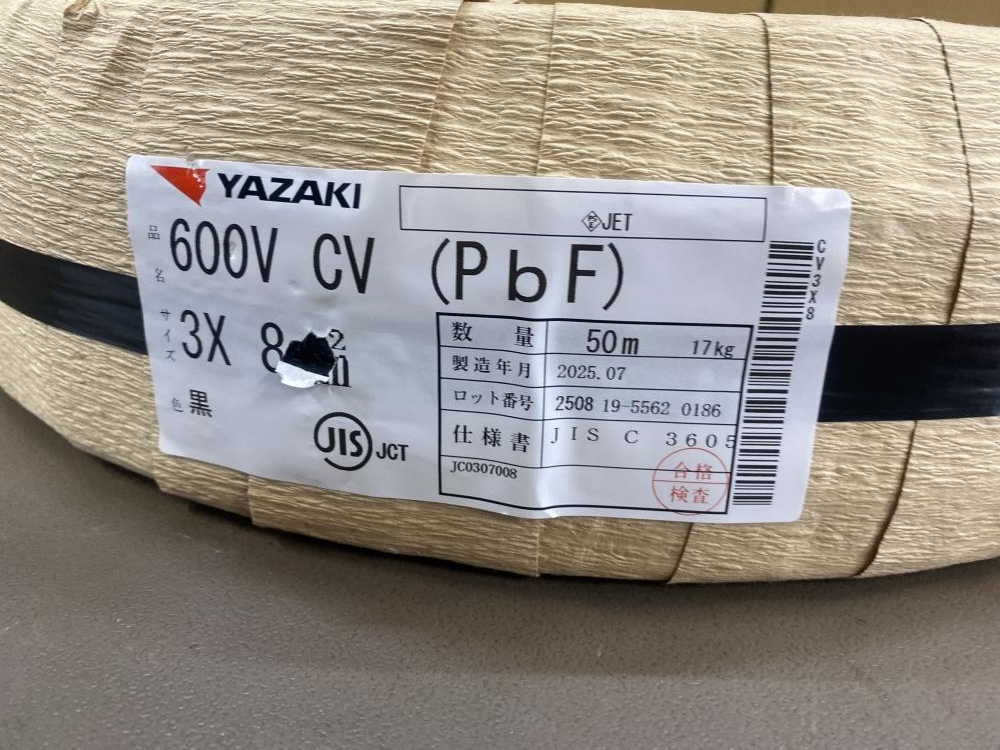 YAZAKI
PSE JET
品名 600V CV (PbF)
サイズ 3X 8 2
色 黒
JIS JCT
数量 50m 17kg
製造年月 2025.07
ロット番号 2508 19-5562 0186
仕様書 JIS C 3605
JC0307008
合格
検査
CV3X8